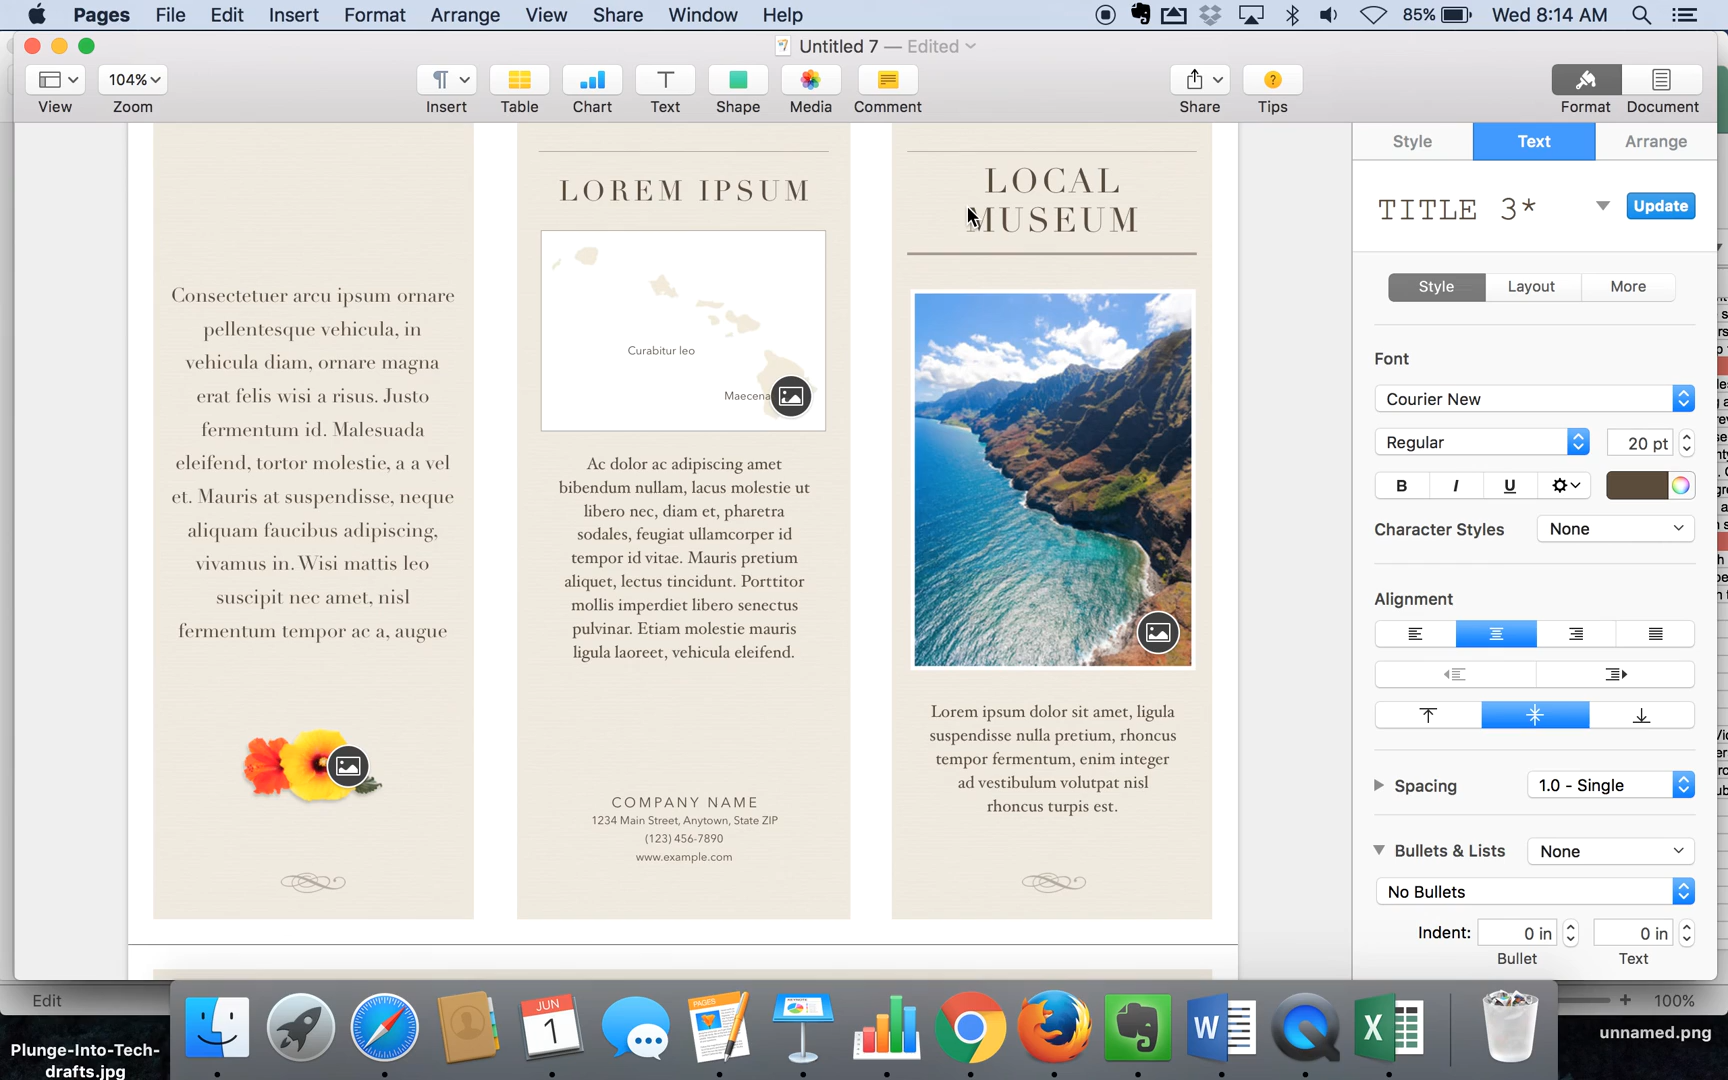 Pages File Edit Insert Format Arrange View Share Window Help
85% Wed 8:14 AM
Untitled 7 — Edited
104%
View Zoom Insert Table Chart Text Shape Media Comment Share Tips Format Document
Consectetuer arcu ipsum ornare
pellentesque vehicula, in
vehicula diam, ornare magna
erat felis wisi a risus. Justo
fermentum id. Malesuada
eleifend, tortor molestie, a a vel
et. Mauris at suspendisse, neque
aliquam faucibus adipiscing,
vivamus in. Wisi mattis leo
suscipit nec amet, nisl
fermentum tempor ac a, augue
LOREM IPSUM
Curabitur leo
Maecena
Ac dolor ac adipiscing amet
bibendum nullam, lacus molestie ut
libero nec, diam et, pharetra
sodales, feugiat ullamcorper id
tempor id vitae. Mauris pretium
aliquet, lectus tincidunt. Porttitor
mollis imperdiet libero senectus
pulvinar. Etiam molestie mauris
ligula laoreet, vehicula eleifend.
COMPANY NAME
1234 Main Street, Anytown, State ZIP
(123) 456-7890
www.example.com
LOCAL
MUSEUM
Lorem ipsum dolor sit amet, ligula
suspendisse nulla pretium, rhoncus
tempor fermentum, enim integer
ad vestibulum volutpat nisl
rhoncus turpis est.
Style Text Arrange
TITLE 3* Update
Style Layout More
Font
Courier New
Regular 20 pt
B I U
Character Styles None
Alignment
Spacing 1.0 - Single
Bullets & Lists None
No Bullets
Indent: 0 in 0 in
Bullet Text
Edit
100%
Plunge-Into-Tech-
drafts.jpg
JUN
1
PAGES
KEYNOTE
W
X
unnamed.png